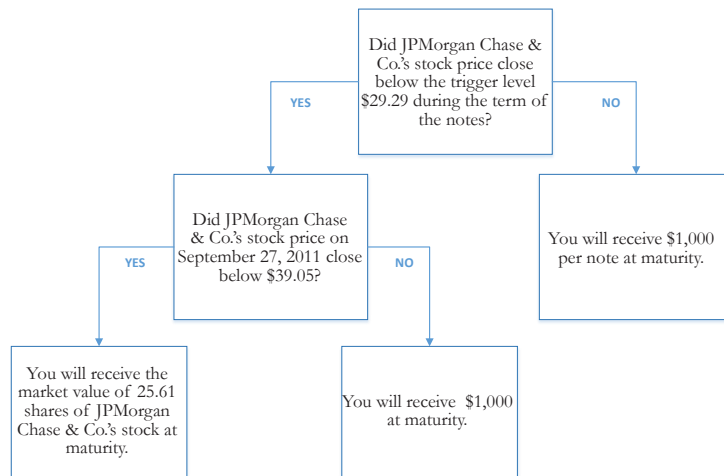 Did JPMorgan Chase &
Co.'s stock price close
below the trigger level
$29.29 during the term of
the notes?
YES
NO
Did JPMorgan Chase
& Co.'s stock price on
September 27, 2011 close
below $39.05?
You will receive $1,000
per note at maturity.
YES
NO
You will receive the
market value of 25.61
shares of JPMorgan
Chase & Co.'s stock at
maturity.
You will receive $1,000
at maturity.